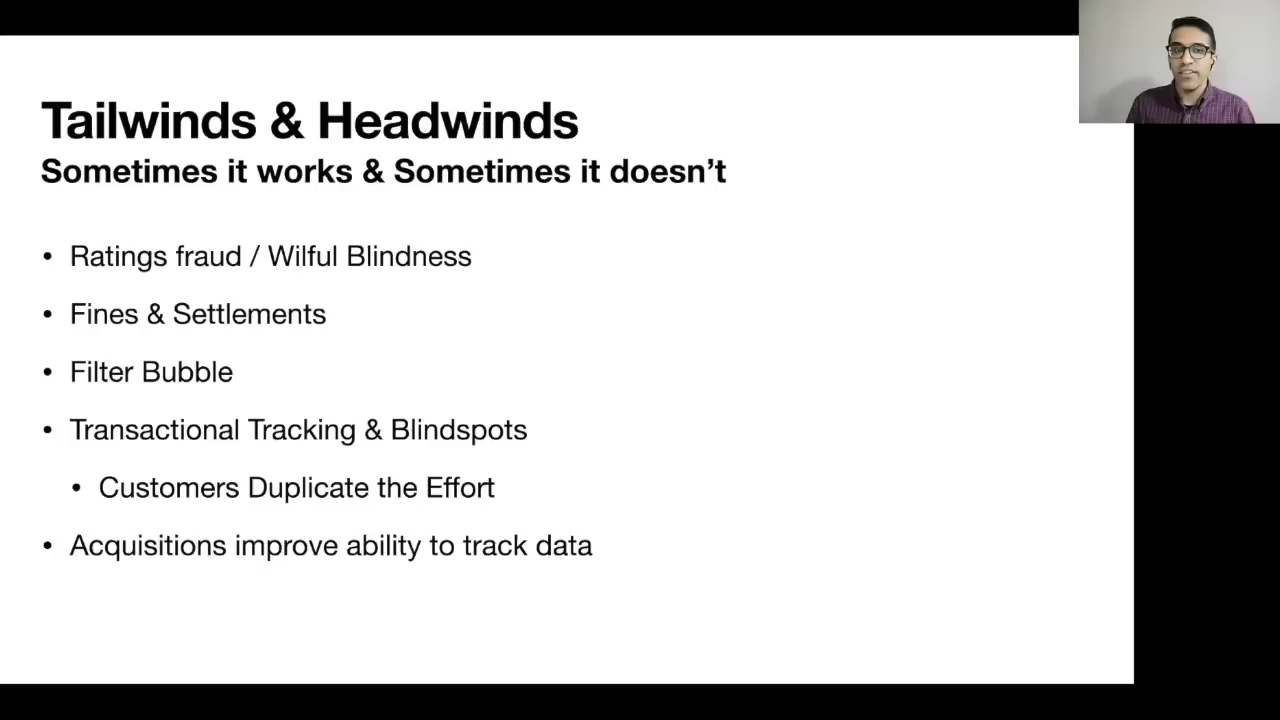 Tailwinds & Headwinds
Sometimes it works & Sometimes it doesn’t
• Ratings fraud / Wilful Blindness
• Fines & Settlements
• Filter Bubble
• Transactional Tracking & Blindspots
• Customers Duplicate the Effort
• Acquisitions improve ability to track data